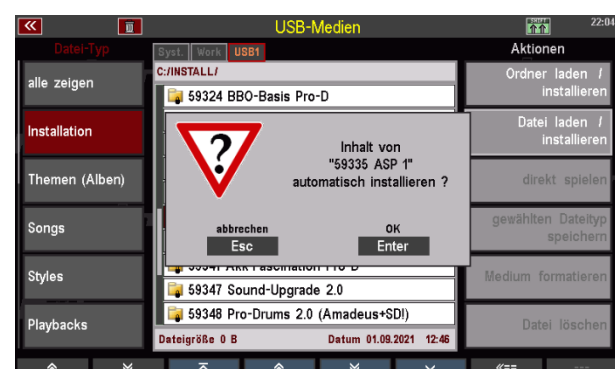 USB-Medien
SHIFT
22:04
Datei-Typ
Syst. Work USB1
Aktionen
alle zeigen
Installation
Themen (Alben)
Songs
Styles
Playbacks
C:/INSTALL/
59324 BBO-Basis Pro-D
Inhalt von
"59335 ASP 1"
automatisch installieren ?
abbrechen
Esc
OK
Enter
59347 Sound-Upgrade 2.0
59348 Pro-Drums 2.0 (Amadeus+SD!)
Dateigröße 0 B
Datum 01.09.2021 12:46
Ordner laden /
installieren
Datei laden /
installieren
direkt spielen
gewählten Dateityp
speichern
Medium formatieren
Datei löschen